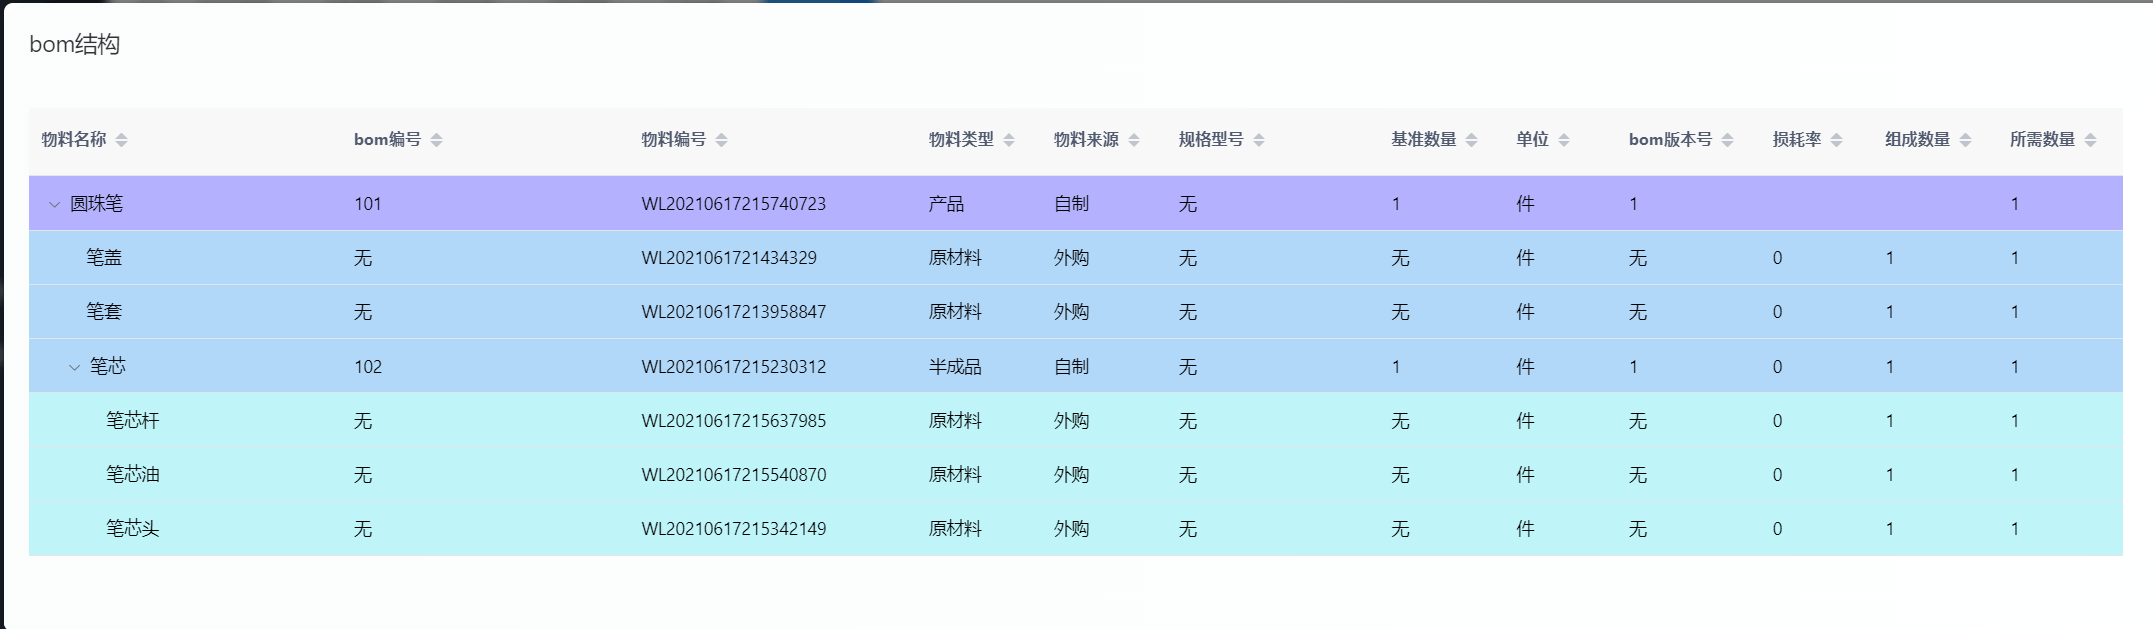 bom结构
物料名称 bom编号 物料编号 物料类型 物料来源 规格型号 基准数量 单位 bom版本号 损耗率 组成数量 所需数量
圆珠笔 101 WL20210617215740723 产品 自制 无 1 件 1 1
笔盖 无 WL2021061721434329 原材料 外购 无 无 件 无 0 1 1
笔套 无 WL20210617213958847 原材料 外购 无 无 件 无 0 1 1
笔芯 102 WL20210617215230312 半成品 自制 无 1 件 1 0 1 1
笔芯杆 无 WL20210617215637985 原材料 外购 无 无 件 无 0 1 1
笔芯油 无 WL20210617215540870 原材料 外购 无 无 件 无 0 1 1
笔芯头 无 WL20210617215342149 原材料 外购 无 无 件 无 0 1 1